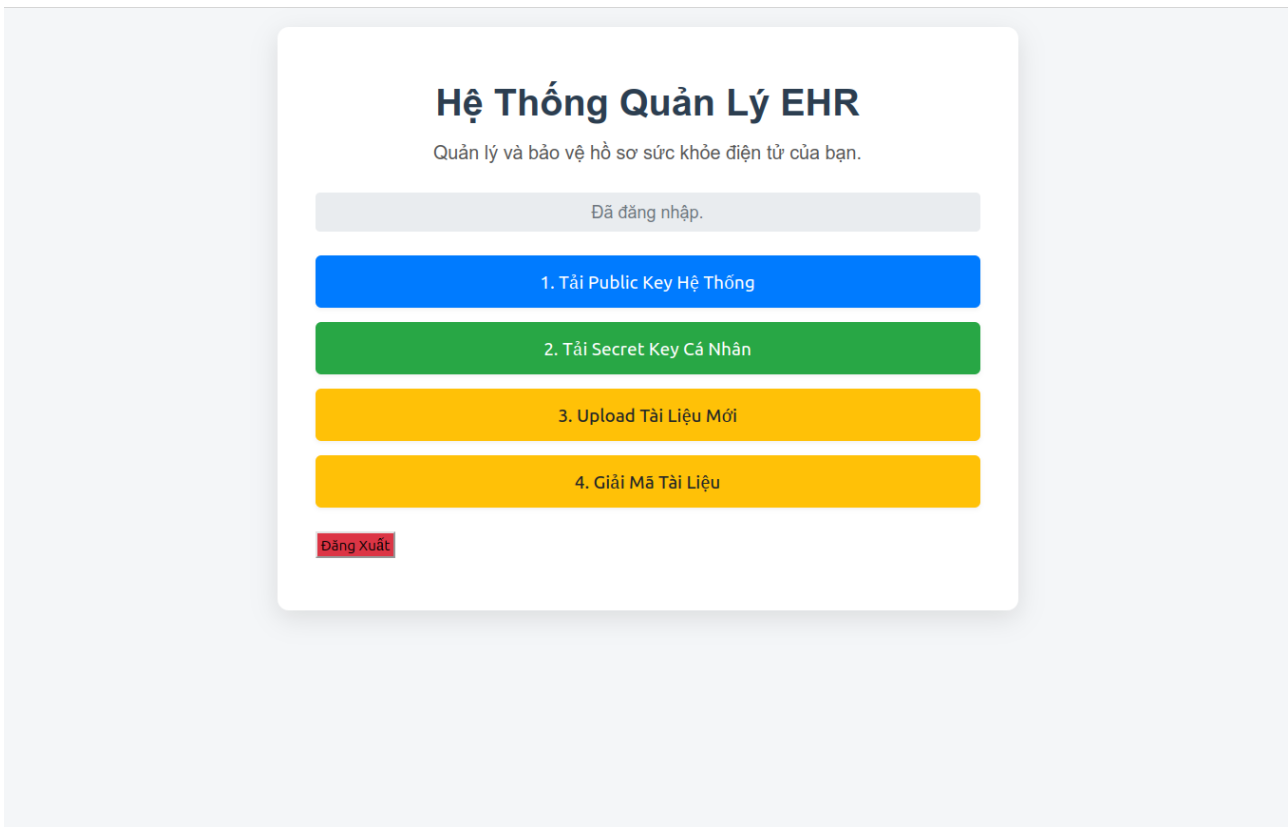 Hệ Thống Quản Lý EHR
Quản lý và bảo vệ hồ sơ sức khỏe điện tử của bạn.
Đã đăng nhập.
1. Tải Public Key Hệ Thống
2. Tải Secret Key Cá Nhân
3. Upload Tài Liệu Mới
4. Giải Mã Tài Liệu
Đăng Xuất